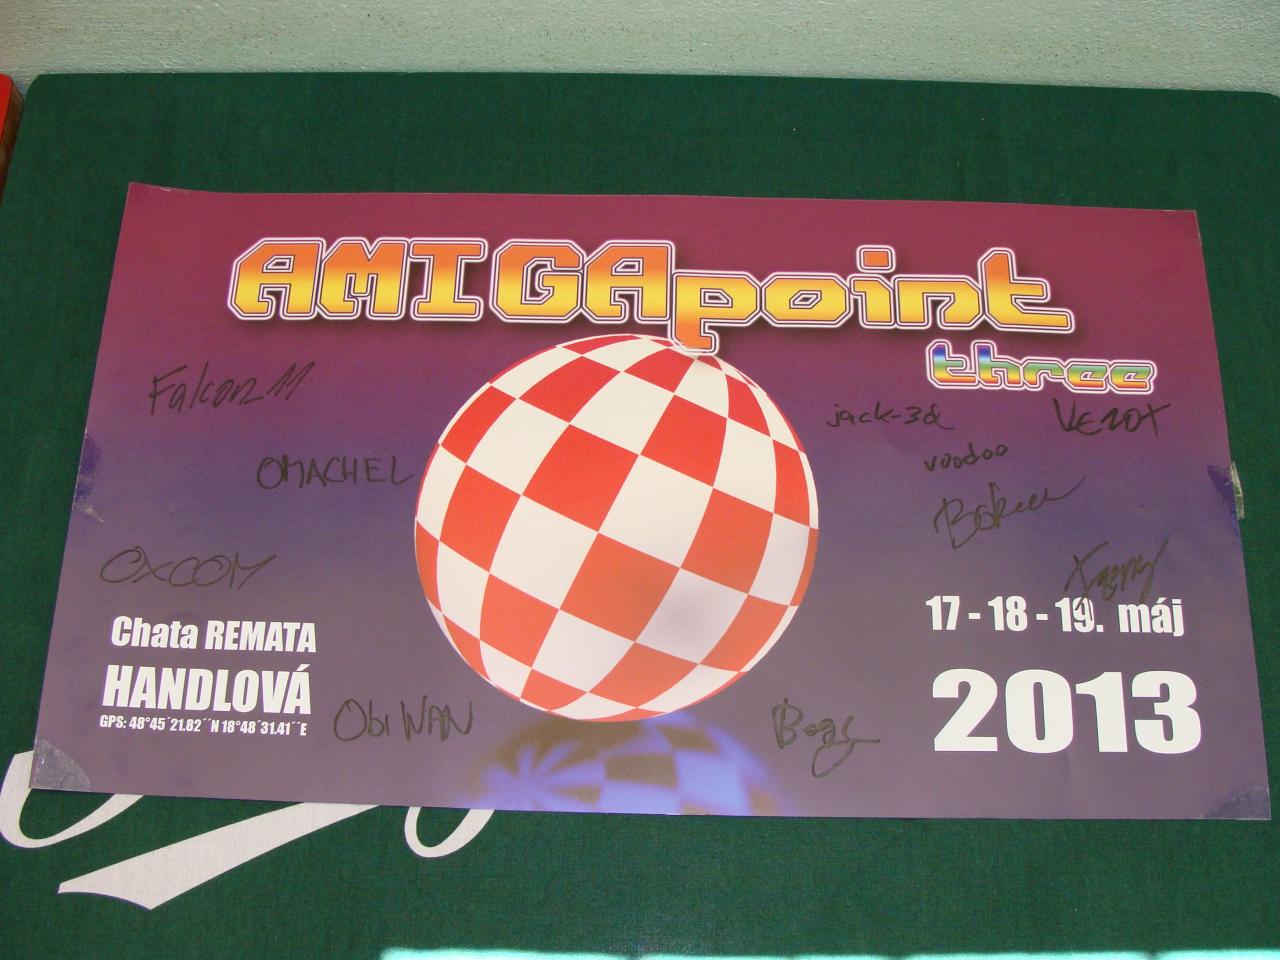 AMIGApoint
three
Falcon11
jack-3d
VEZOX
OMACHEL
voodoo
OXCOM
17 - 18 - 19. máj
Chata REMATA
HANDLOVÁ
GPS: 48°45´21.82´´N 18°48´31.41´´E
2013
ObiWAN